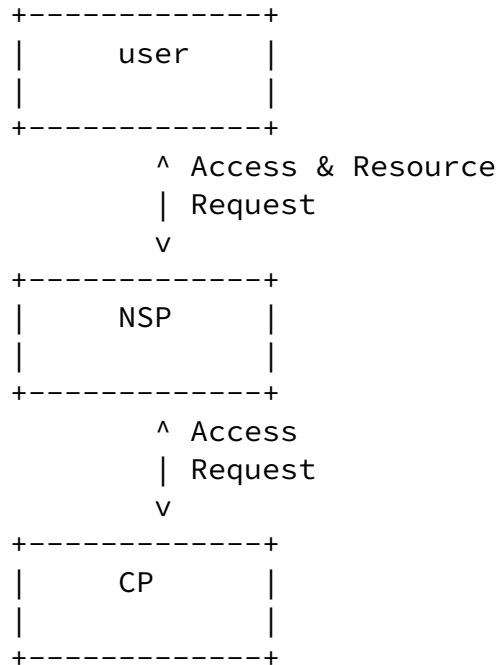 user
^ Access & Resource
| Request
v
NSP
^ Access
| Request
v
CP